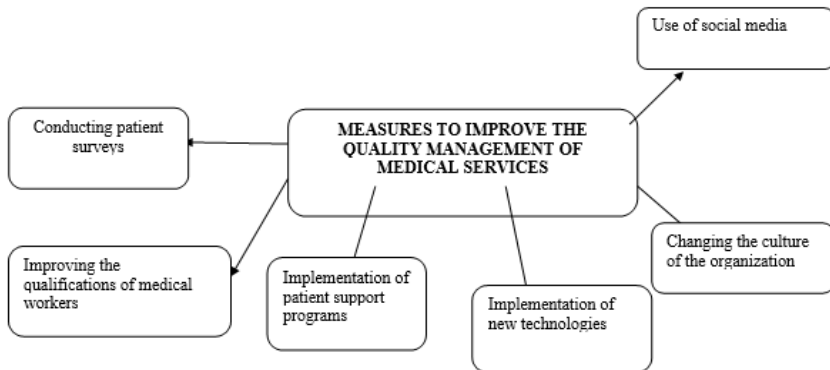 Use of social media
MEASURES TO IMPROVE THE
QUALITY MANAGEMENT OF
MEDICAL SERVICES
Conducting patient
surveys
Changing the culture
of the organization
Improving the
qualifications of medical
workers
Implementation of
patient support
programs
Implementation of
new technologies